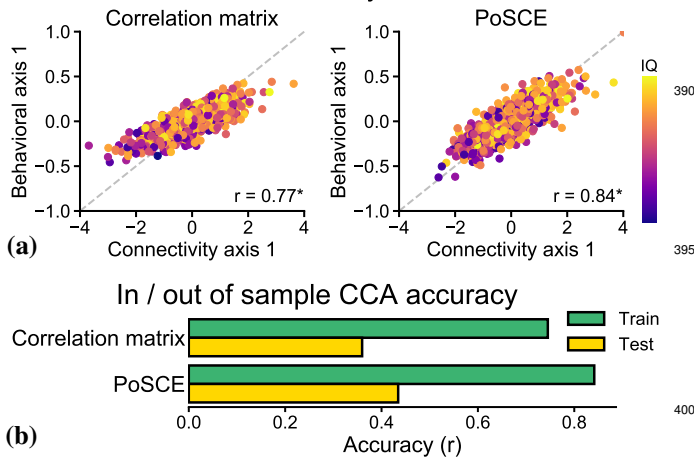 Correlation matrix
PoSCE
1.0
0.5
0.0
−0.5
−1.0
Behavioral axis 1
r = 0.77*
−4 −2 0 2 4
Connectivity axis 1
1.0
0.5
0.0
−0.5
−1.0
Behavioral axis 1
r = 0.84*
−4 −2 0 2 4
Connectivity axis 1
IQ
390
395
400
(a)
In / out of sample CCA accuracy
Correlation matrix
PoSCE
Train
Test
0.0 0.2 0.4 0.6 0.8
Accuracy (r)
(b)